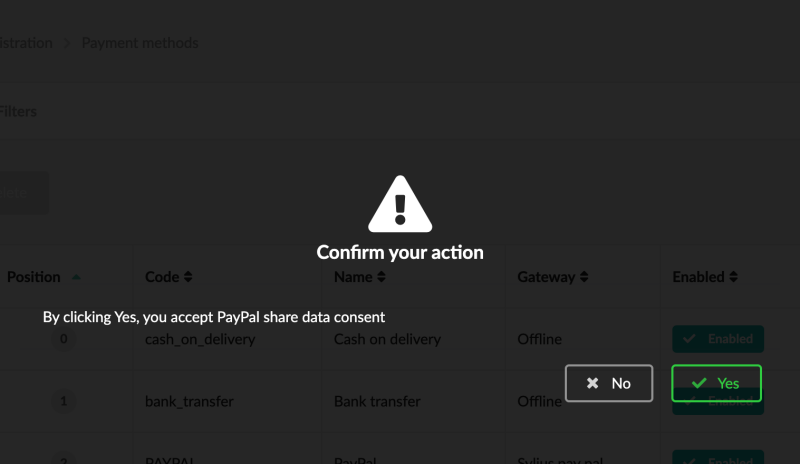 istration > Payment methods
Filters
Confirm your action
Position Code Name Gateway Enabled
By clicking Yes, you accept PayPal share data consent
0 cash_on_delivery Cash on delivery Offline Enabled
No Yes
1 bank_transfer Bank transfer Offline Enabled
2 PAYPAL PayPal Sylius.pay_pal Enabled